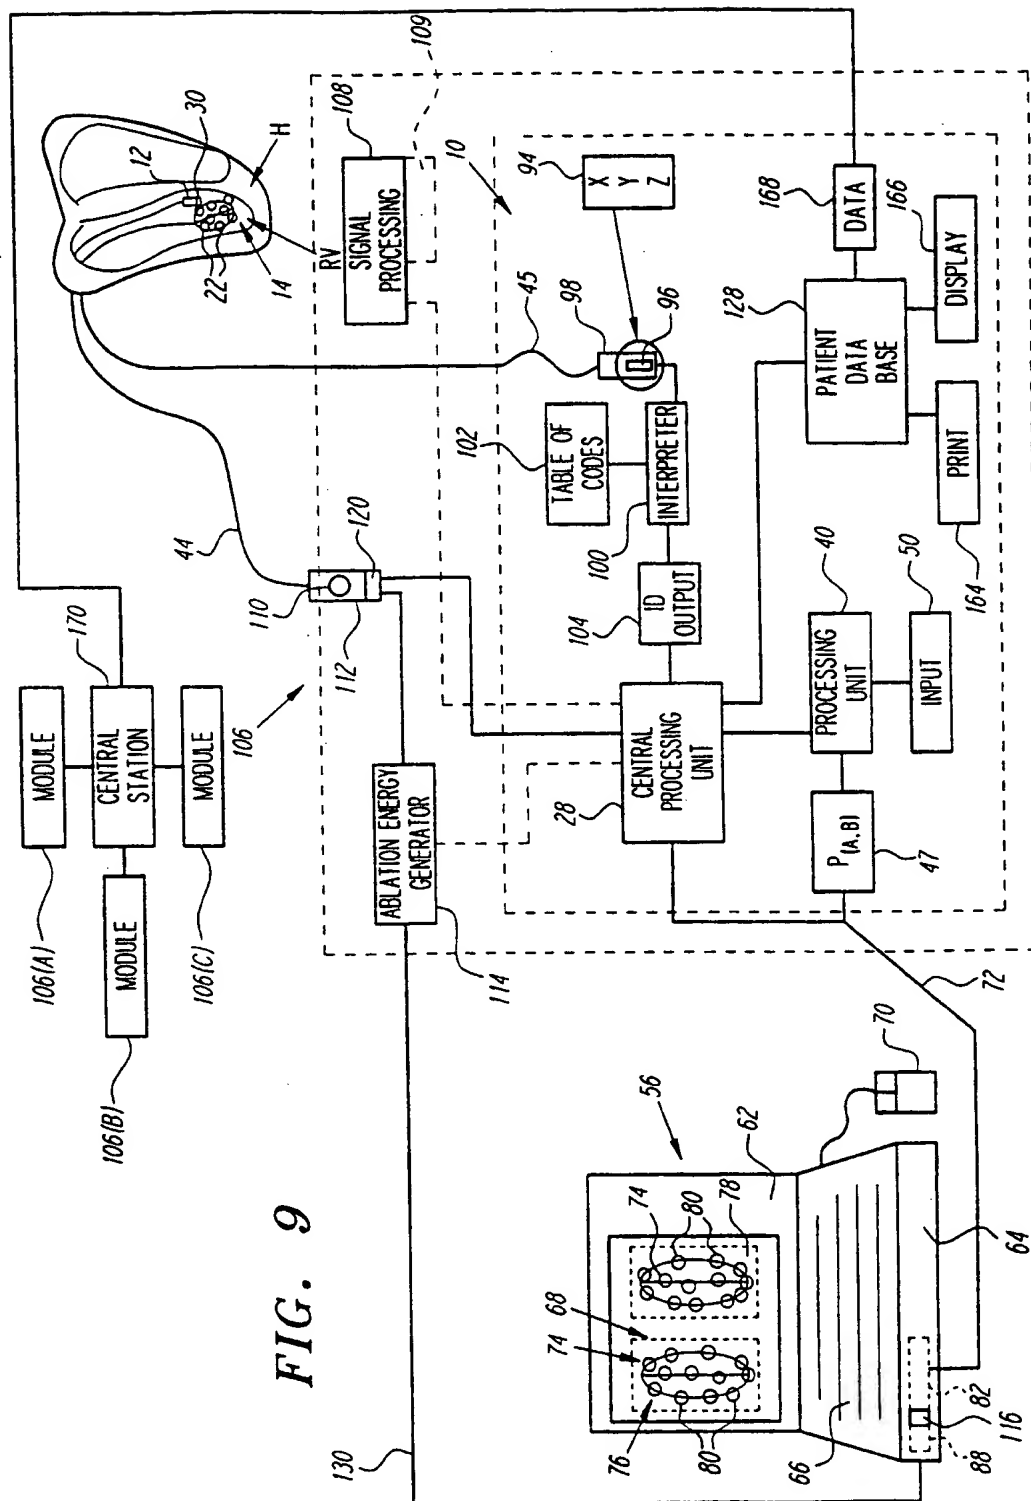 FIG. 9
106(A)
MODULE
170
CENTRAL
STATION
106(B)
MODULE
MODULE
106(C)
12
30
H
22
14
RV
44
45
109
108
SIGNAL
PROCESSING
10
110
120
112
106
ABLATION ENERGY
GENERATOR
114
130
94
X
Y
Z
98
96
102
TABLE OF
CODES
INTERPRETER
100
ID
OUTPUT
104
CENTRAL
PROCESSING
UNIT
28
DATA
168
PATIENT
DATA
BASE
128
DISPLAY
166
PRINT
164
PROCESSING
UNIT
40
INPUT
50
P(A,B)
47
72
70
56
62
74
80
78
68
74
76
80
66
64
82
116
88